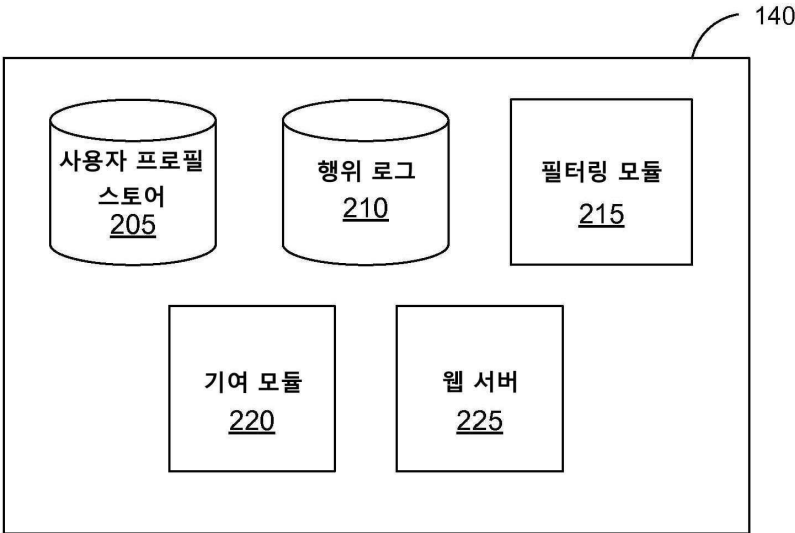 140
사용자 프로필
스토어
205
행위 로그
210
필터링 모듈
215
기여 모듈
220
웹 서버
225